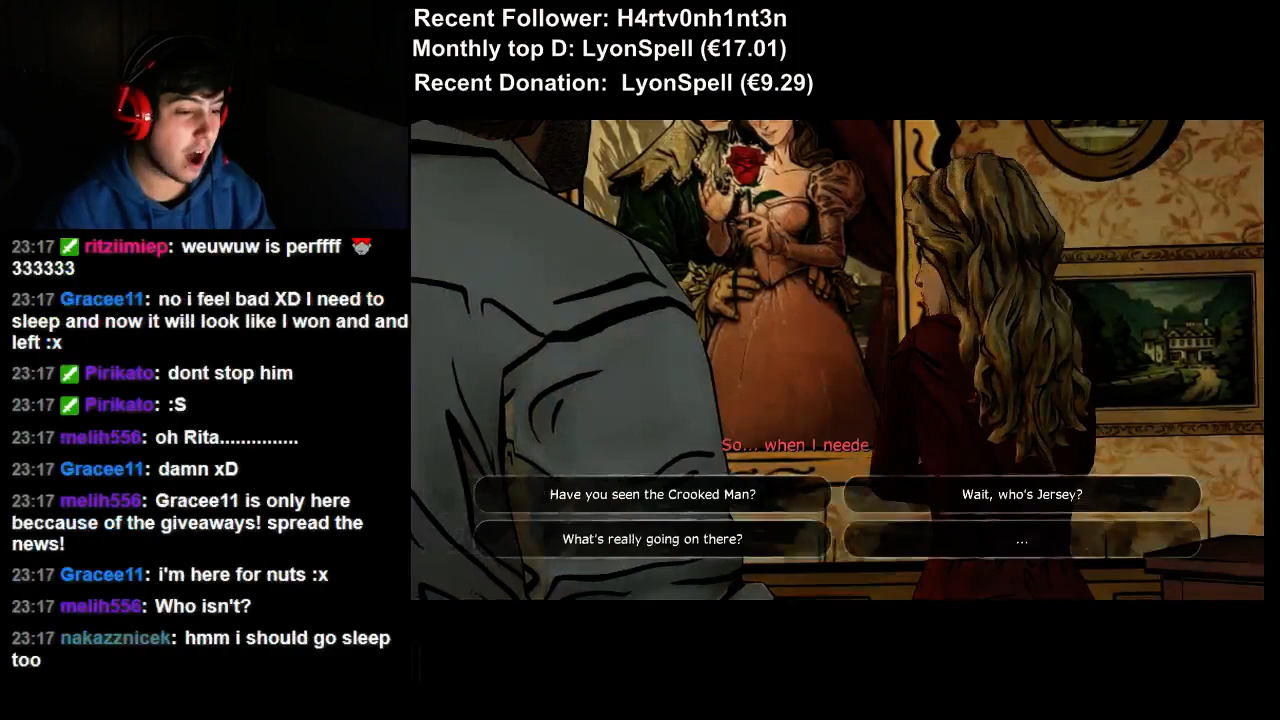 Recent Follower: H4rtv0nh1nt3n
Monthly top D: LyonSpell (€17.01)
Recent Donation: LyonSpell (€9.29)
23:17 ritziimiep: weuwuw is perffff
333333
23:17 Gracee11: no i feel bad XD I need to
sleep and now it will look like I won and and
left :x
23:17 Pirikato: dont stop him
23:17 Pirikato: :S
23:17 melih556: oh Rita..............
23:17 Gracee11: damn xD
23:17 melih556: Gracee11 is only here
beccause of the giveaways! spread the
news!
23:17 Gracee11: i'm here for nuts :x
23:17 melih556: Who isn't?
23:17 nakazznicek: hmm i should go sleep
too
So... when I neede
Have you seen the Crooked Man?
Wait, who's Jersey?
What's really going on there?
...